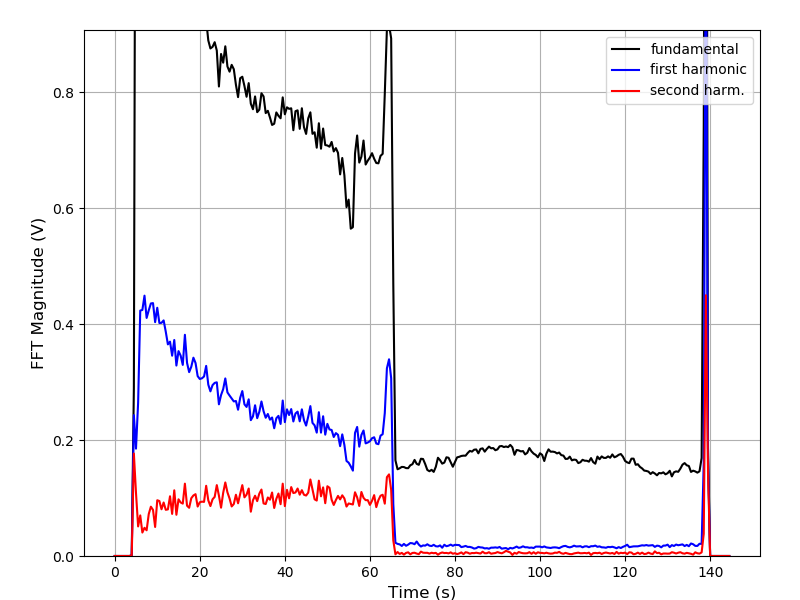 fundamental
first harmonic
second harm.
FFT Magnitude (V)
0.8
0.6
0.4
0.2
0.0
0 20 40 60 80 100 120 140
Time (s)